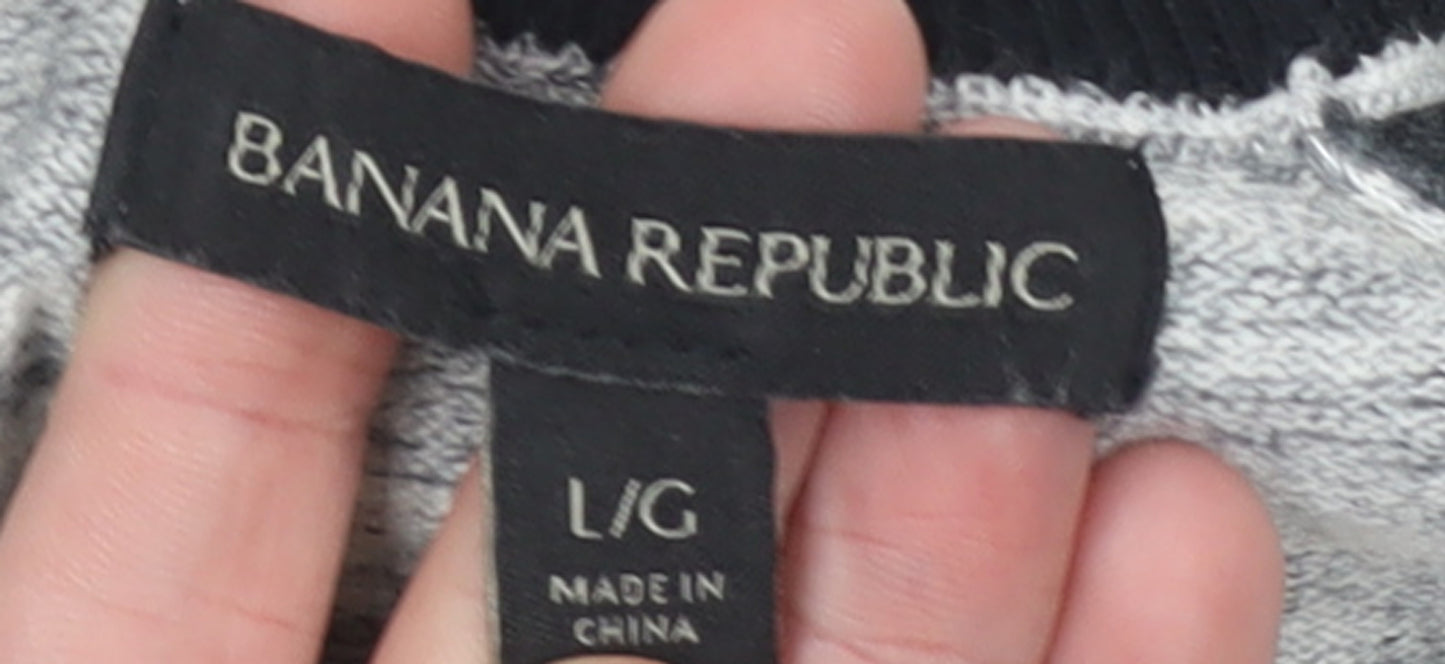 BANANA REPUBLIC
L/G
MADE IN
CHINA